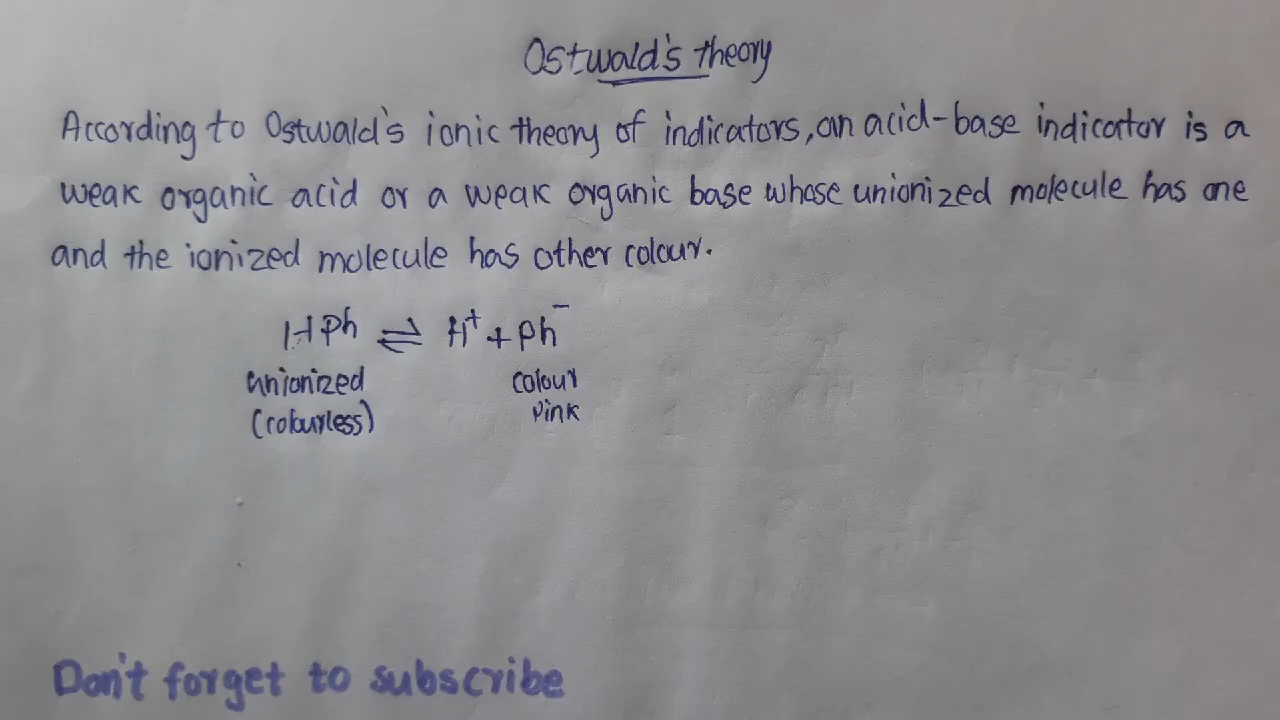 Ostwald's theory
According to Ostwald's ionic theory of indicators, an acid-base indicator is a
weak organic acid or a weak organic base whose unionized molecule has one
and the ionized molecule has other colour.
HPh ⇌ H⁺ + Ph⁻
unionized colour
(colourless) Pink
Don't forget to subscribe